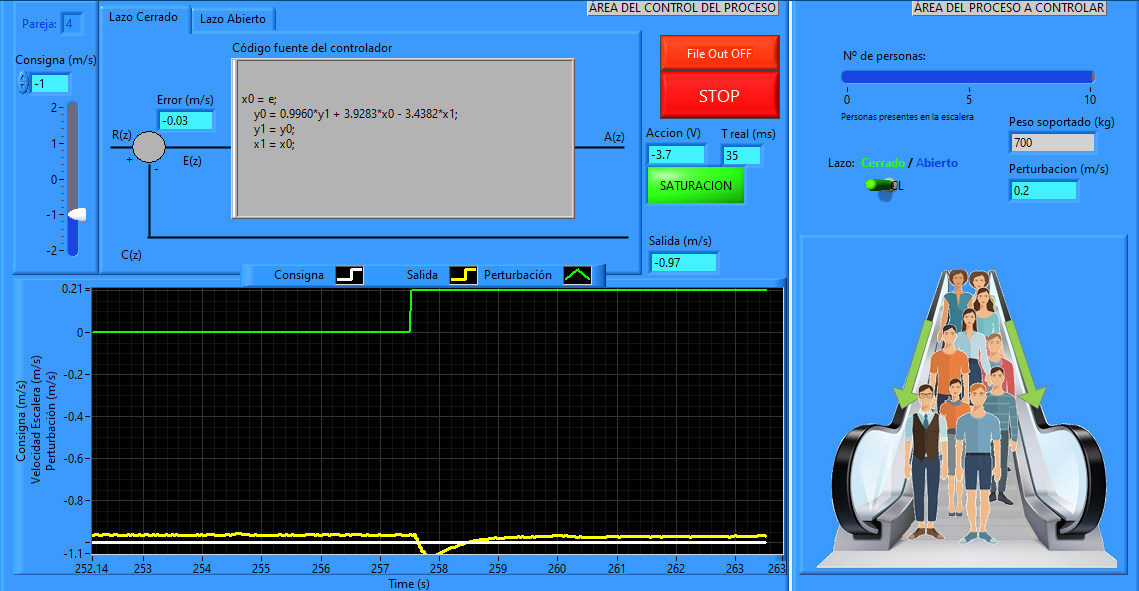 AREA DEL CONTROL DEL PROCESO
AREA DEL PROCESO A CONTROLAR
Pareja: 4
Lazo Cerrado
Lazo Abierto
Consigna (m/s)
-1
2
1
0
-1
-2
Código fuente del controlador
x0 = e;
y0 = 0.9960*y1 + 3.9283*x0 - 3.4382*x1;
y1 = y0;
x1 = x0;
Error (m/s)
-0.03
R(z)
+
-
E(z)
A(z)
C(z)
File Out OFF
STOP
Accion (V)
T real (ms)
-3.7
35
SATURACION
Salida (m/s)
-0.97
Nº de personas:
0
5
10
Personas presentes en la escalera
Peso soportado (kg)
700
Lazo: Cerrado / Abierto
CL
Perturbacion (m/s)
0.2
Consigna
Salida
Perturbación
Consigna (m/s)
Velocidad Escalera (m/s)
Perturbación (m/s)
0.21
0
-0.2
-0.4
-0.6
-0.8
-1.1
252.14 253 254 255 256 257 258 259 260 261 262 263 263
Time (s)